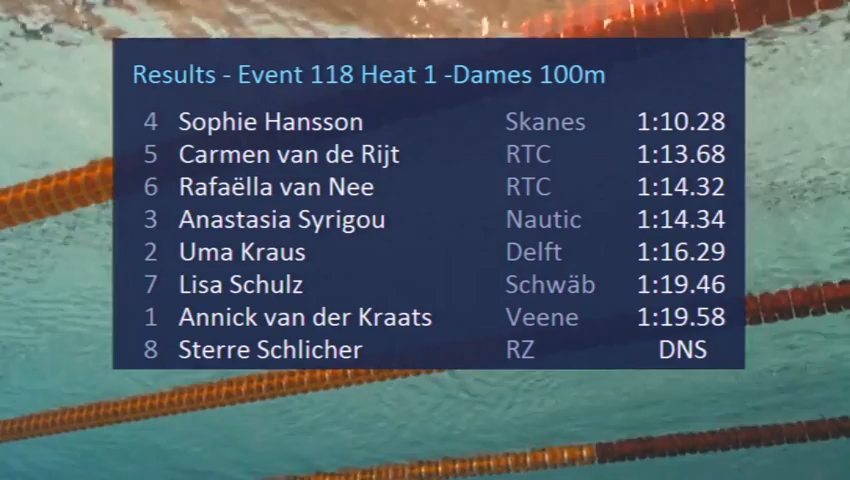 Results - Event 118 Heat 1 -Dames 100m
4 Sophie Hansson Skanes 1:10.28
5 Carmen van de Rijt RTC 1:13.68
6 Rafaëlla van Nee RTC 1:14.32
3 Anastasia Syrigou Nautic 1:14.34
2 Uma Kraus Delft 1:16.29
7 Lisa Schulz Schwäb 1:19.46
1 Annick van der Kraats Veene 1:19.58
8 Sterre Schlicher RZ DNS